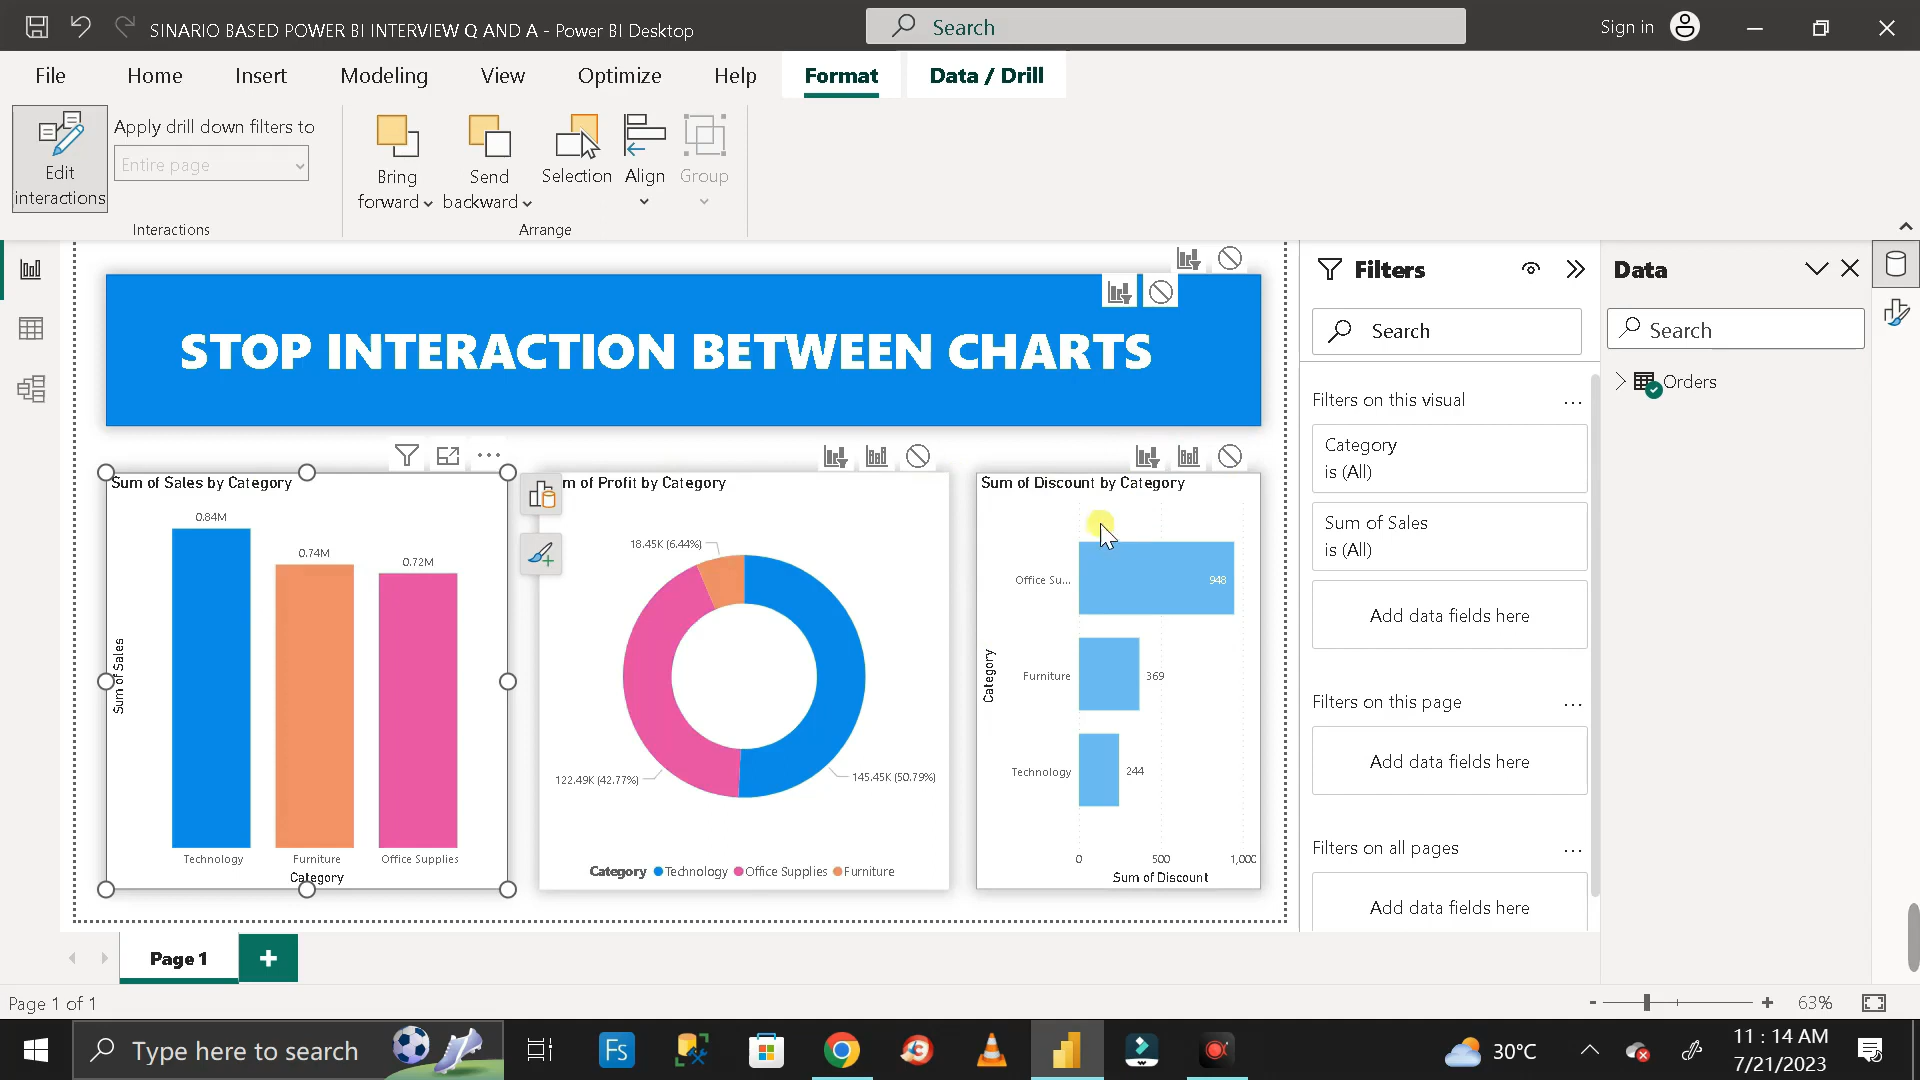 SINARIO BASED POWER BI INTERVIEW Q AND A - Power BI Desktop
Search
Sign in
File
Home
Insert
Modeling
View
Optimize
Help
Format
Data / Drill
Edit
interactions
Apply drill down filters to
Entire page
Interactions
Bring
forward
Send
backward
Selection
Align
Group
Arrange
STOP INTERACTION BETWEEN CHARTS
Sum of Sales by Category
0.84M
0.74M
0.72M
Sum of Sales
Technology
Furniture
Office Supplies
Category
m of Profit by Category
18.45K (6.44%)
122.49K (42.77%)
145.45K (50.79%)
Category Technology Office Supplies Furniture
Sum of Discount by Category
Office Su...
948
Furniture
369
Technology
244
Category
0
500
1,000
Sum of Discount
Filters
Search
Filters on this visual
...
Category
is (All)
Sum of Sales
is (All)
Add data fields here
Filters on this page
...
Add data fields here
Filters on all pages
...
Add data fields here
Data
Search
Orders
Page 1
Page 1 of 1
63%
Type here to search
Fs
30°C
11 : 14 AM
7/21/2023